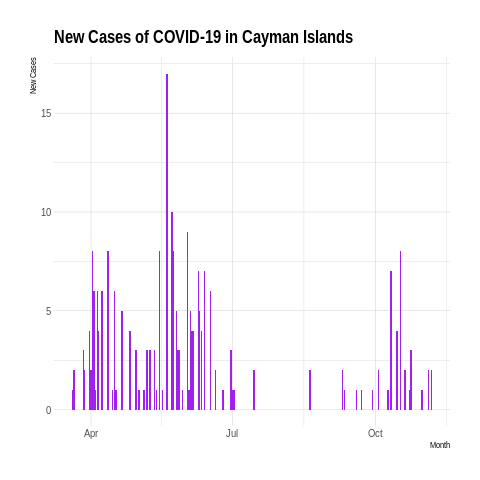 New Cases of COVID-19 in Cayman Islands
New Cases
15
10
5
0
Apr
Jul
Oct
Month